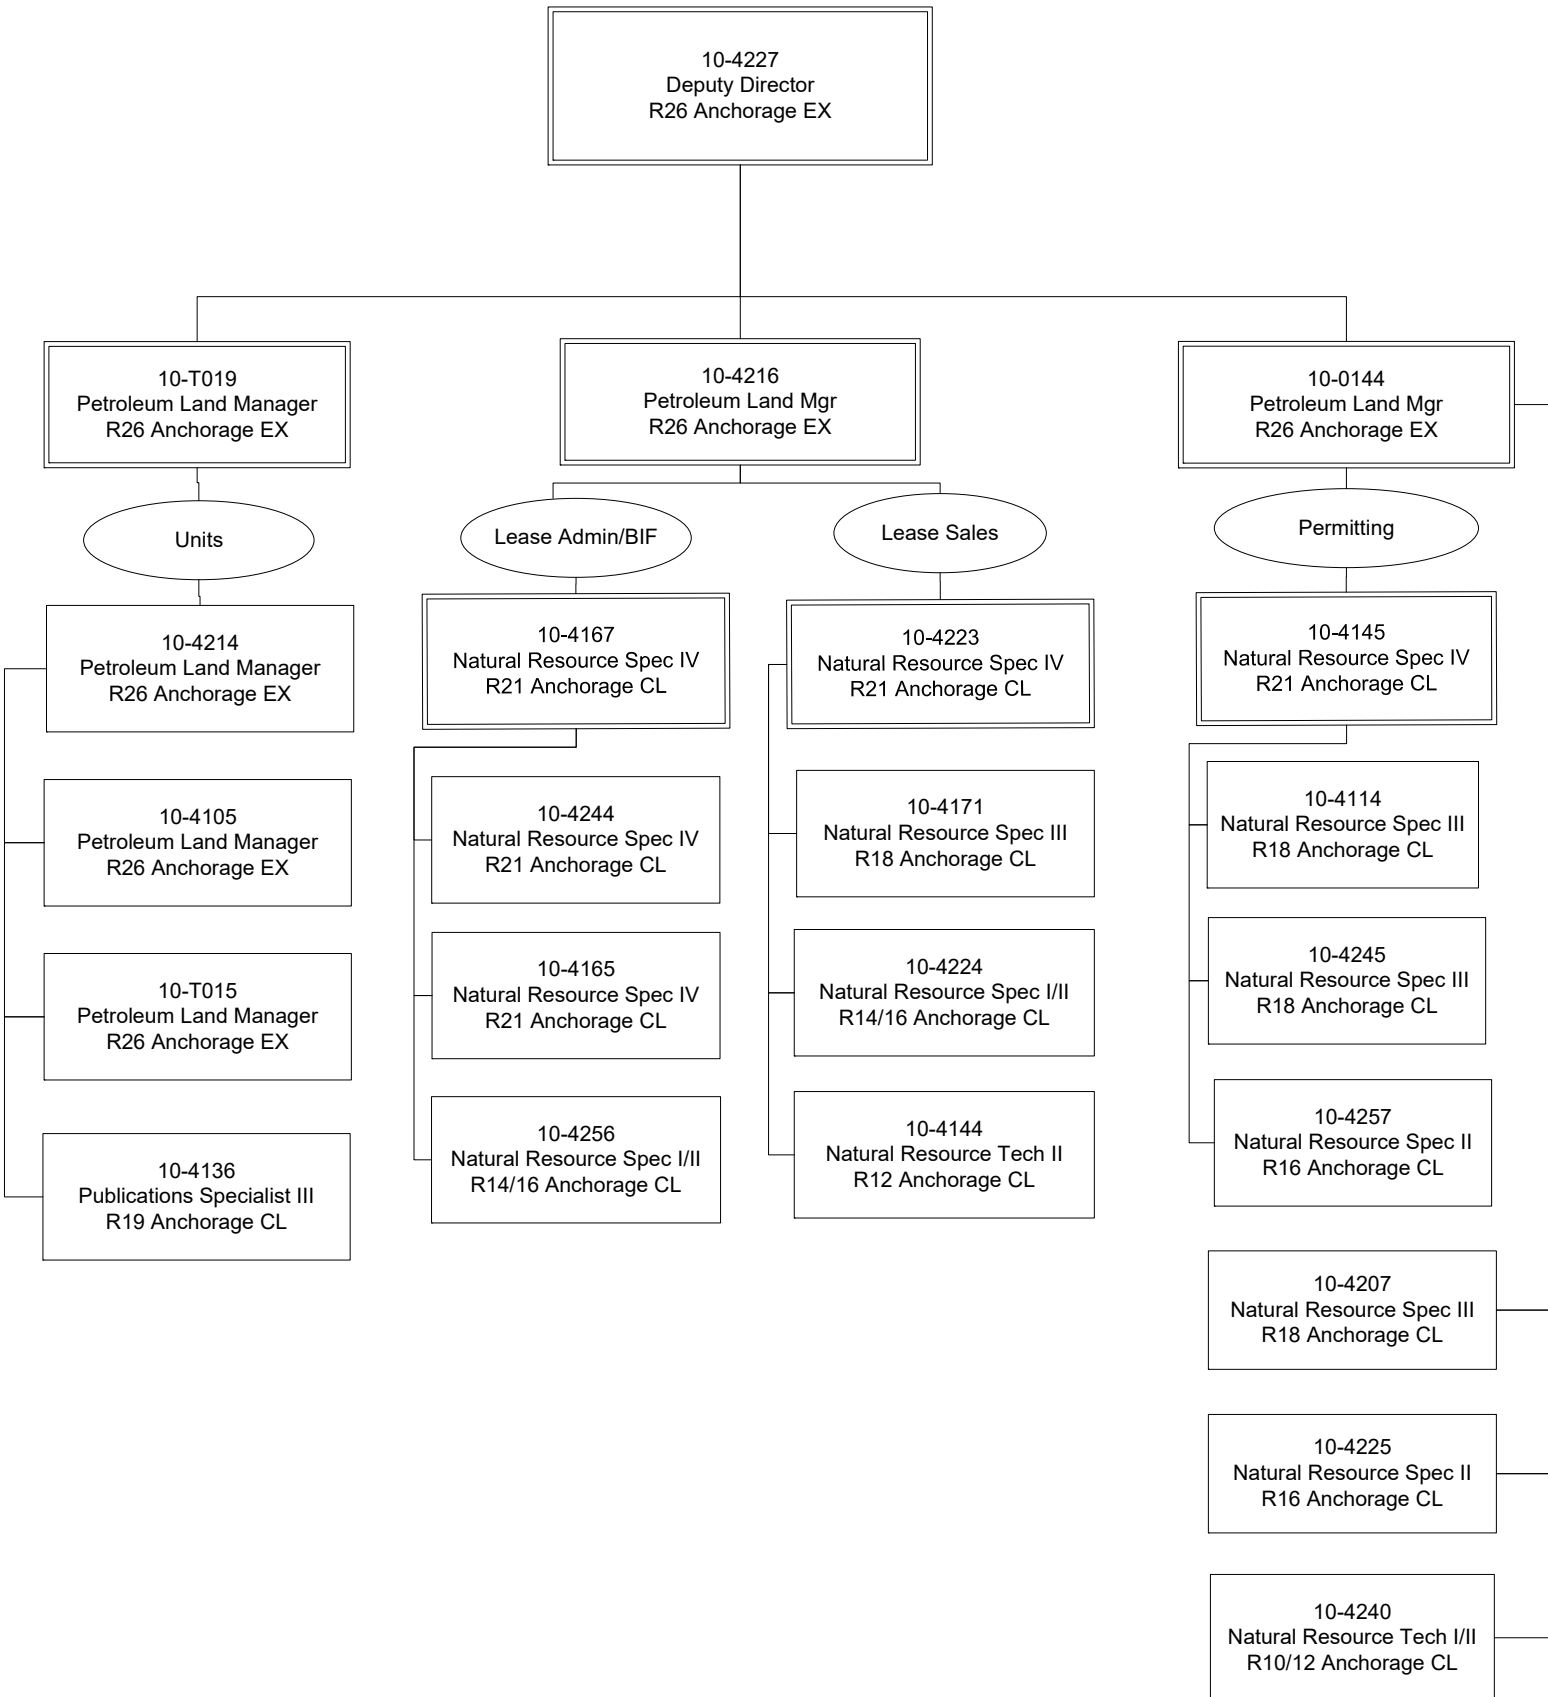 10-4227
Deputy Director
R26 Anchorage EX
10-T019
Petroleum Land Manager
R26 Anchorage EX
10-4216
Petroleum Land Mgr
R26 Anchorage EX
10-0144
Petroleum Land Mgr
R26 Anchorage EX
Units
Lease Admin/BIF
Lease Sales
Permitting
10-4214
Petroleum Land Manager
R26 Anchorage EX
10-4105
Petroleum Land Manager
R26 Anchorage EX
10-T015
Petroleum Land Manager
R26 Anchorage EX
10-4136
Publications Specialist III
R19 Anchorage CL
10-4167
Natural Resource Spec IV
R21 Anchorage CL
10-4244
Natural Resource Spec IV
R21 Anchorage CL
10-4165
Natural Resource Spec IV
R21 Anchorage CL
10-4256
Natural Resource Spec I/II
R14/16 Anchorage CL
10-4223
Natural Resource Spec IV
R21 Anchorage CL
10-4171
Natural Resource Spec III
R18 Anchorage CL
10-4224
Natural Resource Spec I/II
R14/16 Anchorage CL
10-4144
Natural Resource Tech II
R12 Anchorage CL
10-4145
Natural Resource Spec IV
R21 Anchorage CL
10-4114
Natural Resource Spec III
R18 Anchorage CL
10-4245
Natural Resource Spec III
R18 Anchorage CL
10-4257
Natural Resource Spec II
R16 Anchorage CL
10-4207
Natural Resource Spec III
R18 Anchorage CL
10-4225
Natural Resource Spec II
R16 Anchorage CL
10-4240
Natural Resource Tech I/II
R10/12 Anchorage CL